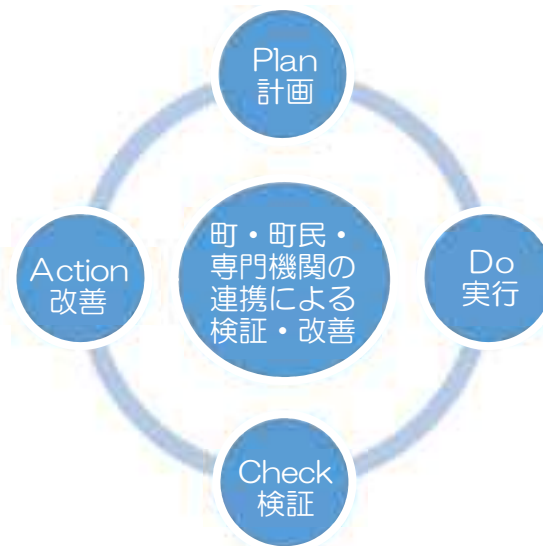 Plan
計画
町・町民・
専門機関の
連携による
検証・改善
Action
改善
Do
実行
Check
検証